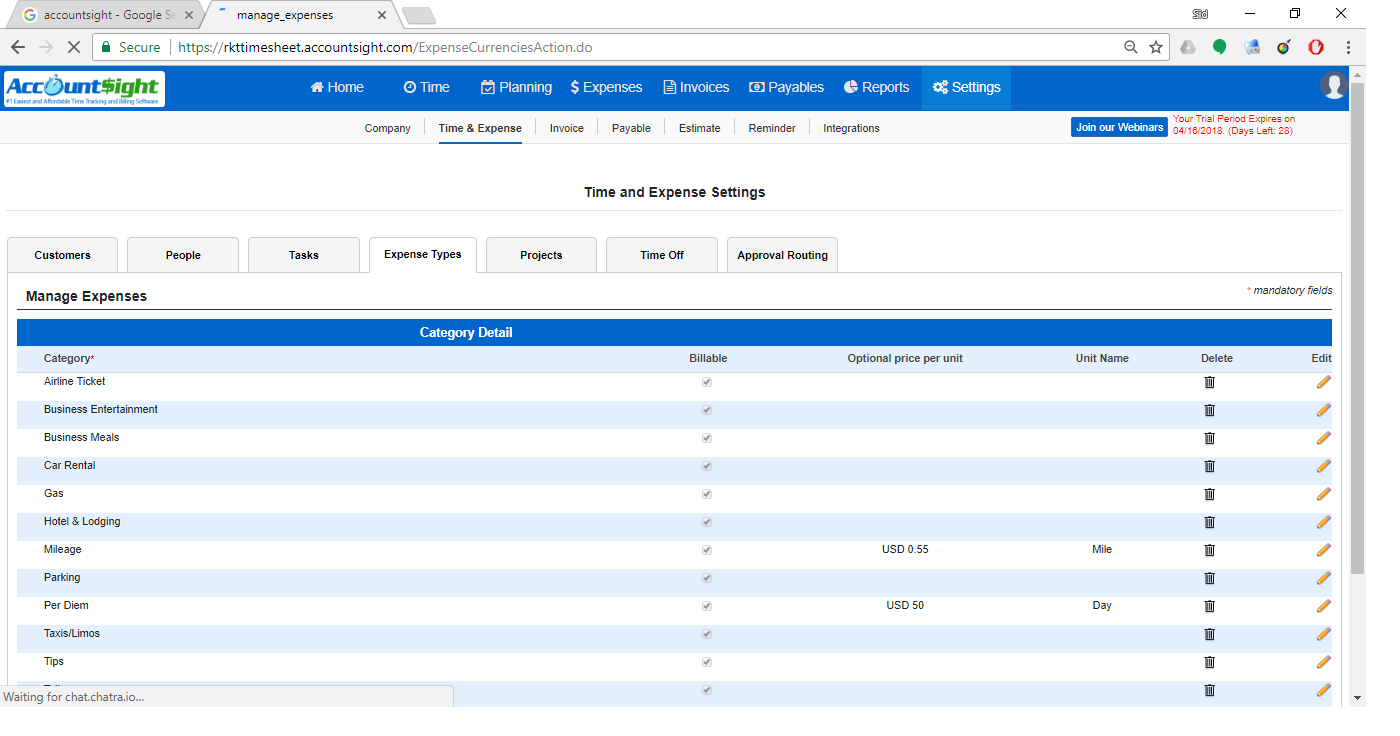 accountsight - Google Se
manage_expenses
Sid
Secure https://rkttimesheet.accountsight.com/ExpenseCurrenciesAction.do
Acc unt$ight
#1 Easiest and Affordable Time Tracking and Billing Software
Home Time Planning $ Expenses Invoices Payables Reports Settings
Company Time & Expense Invoice Payable Estimate Reminder Integrations
Join our Webinars
Your Trial Period Expires on
04/16/2018. (Days Left: 28)
Time and Expense Settings
Customers People Tasks Expense Types Projects Time Off Approval Routing
Manage Expenses
* mandatory fields
Category Detail
Category* Billable Optional price per unit Unit Name Delete Edit
Airline Ticket
Business Entertainment
Business Meals
Car Rental
Gas
Hotel & Lodging
Mileage USD 0.55 Mile
Parking
Per Diem USD 50 Day
Taxis/Limos
Tips
Waiting for chat.chatra.io...